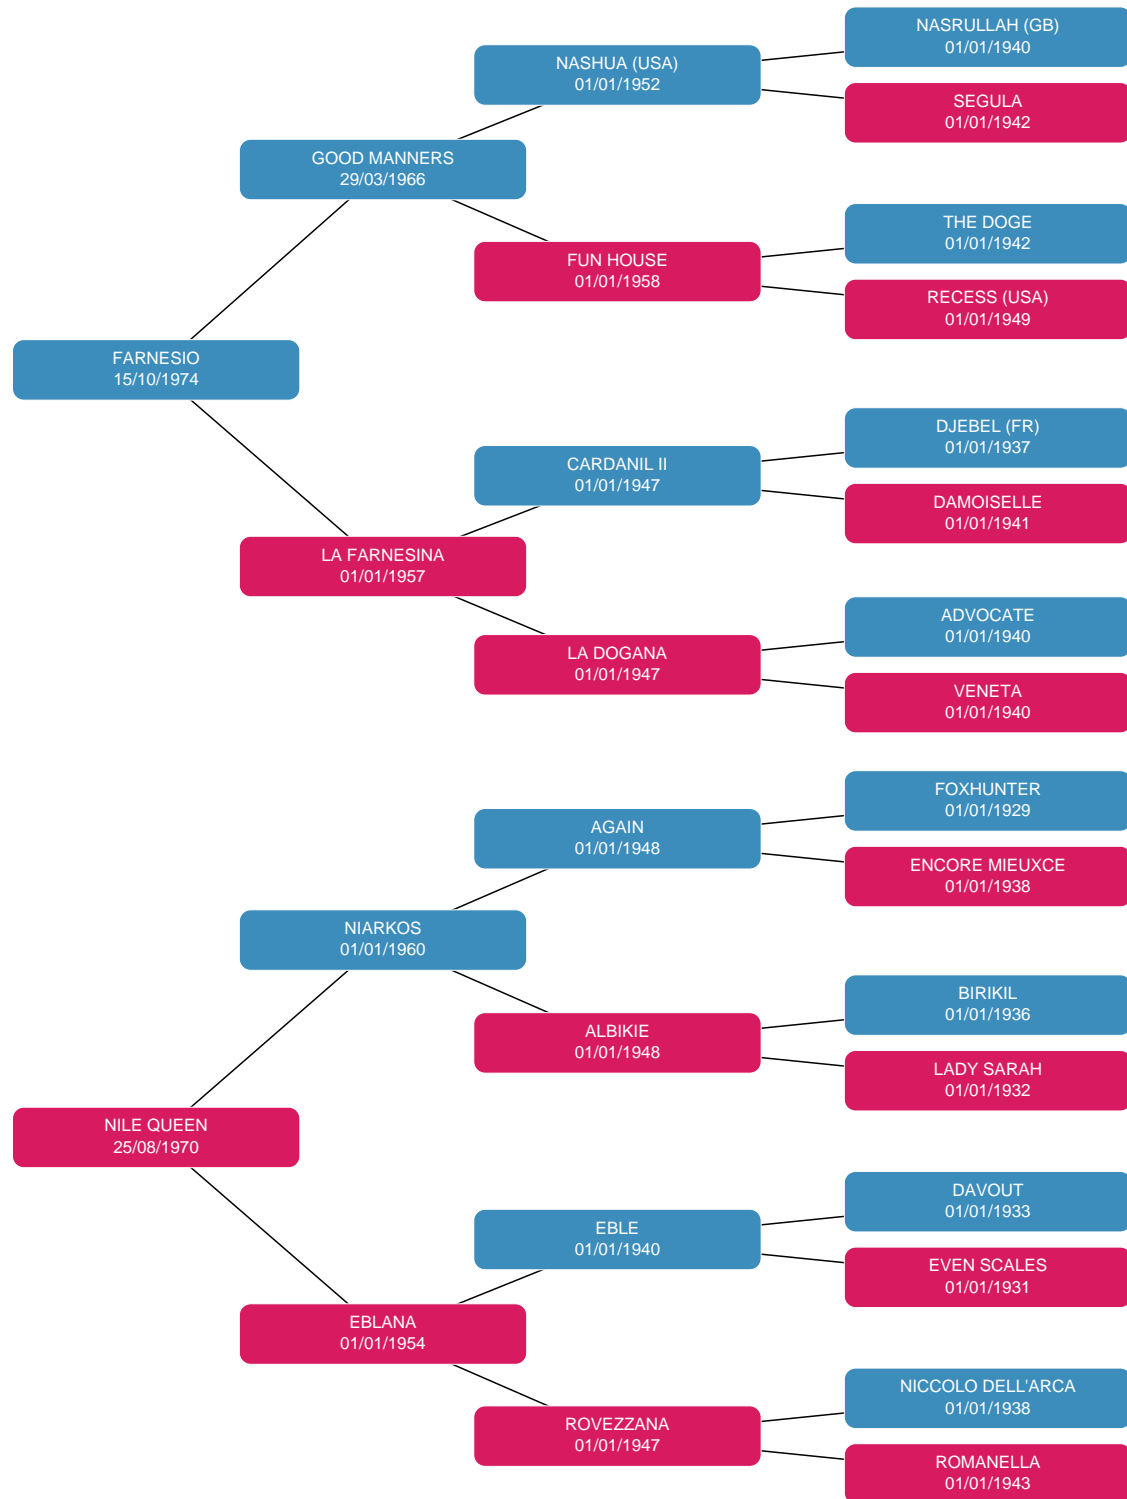 NASRULLAH (GB)
01/01/1940
NASHUA (USA)
01/01/1952
SEGULA
01/01/1942
GOOD MANNERS
29/03/1966
THE DOGE
01/01/1942
FUN HOUSE
01/01/1958
RECESS (USA)
01/01/1949
FARNESIO
15/10/1974
DJEBEL (FR)
01/01/1937
CARDANIL II
01/01/1947
DAMOISELLE
01/01/1941
LA FARNESINA
01/01/1957
ADVOCATE
01/01/1940
LA DOGANA
01/01/1947
VENETA
01/01/1940
FOXHUNTER
01/01/1929
AGAIN
01/01/1948
ENCORE MIEUXCE
01/01/1938
NIARKOS
01/01/1960
BIRIKIL
01/01/1936
ALBIKIE
01/01/1948
LADY SARAH
01/01/1932
NILE QUEEN
25/08/1970
DAVOUT
01/01/1933
EBLE
01/01/1940
EVEN SCALES
01/01/1931
EBLANA
01/01/1954
NICCOLO DELL'ARCA
01/01/1938
ROVEZZANA
01/01/1947
ROMANELLA
01/01/1943